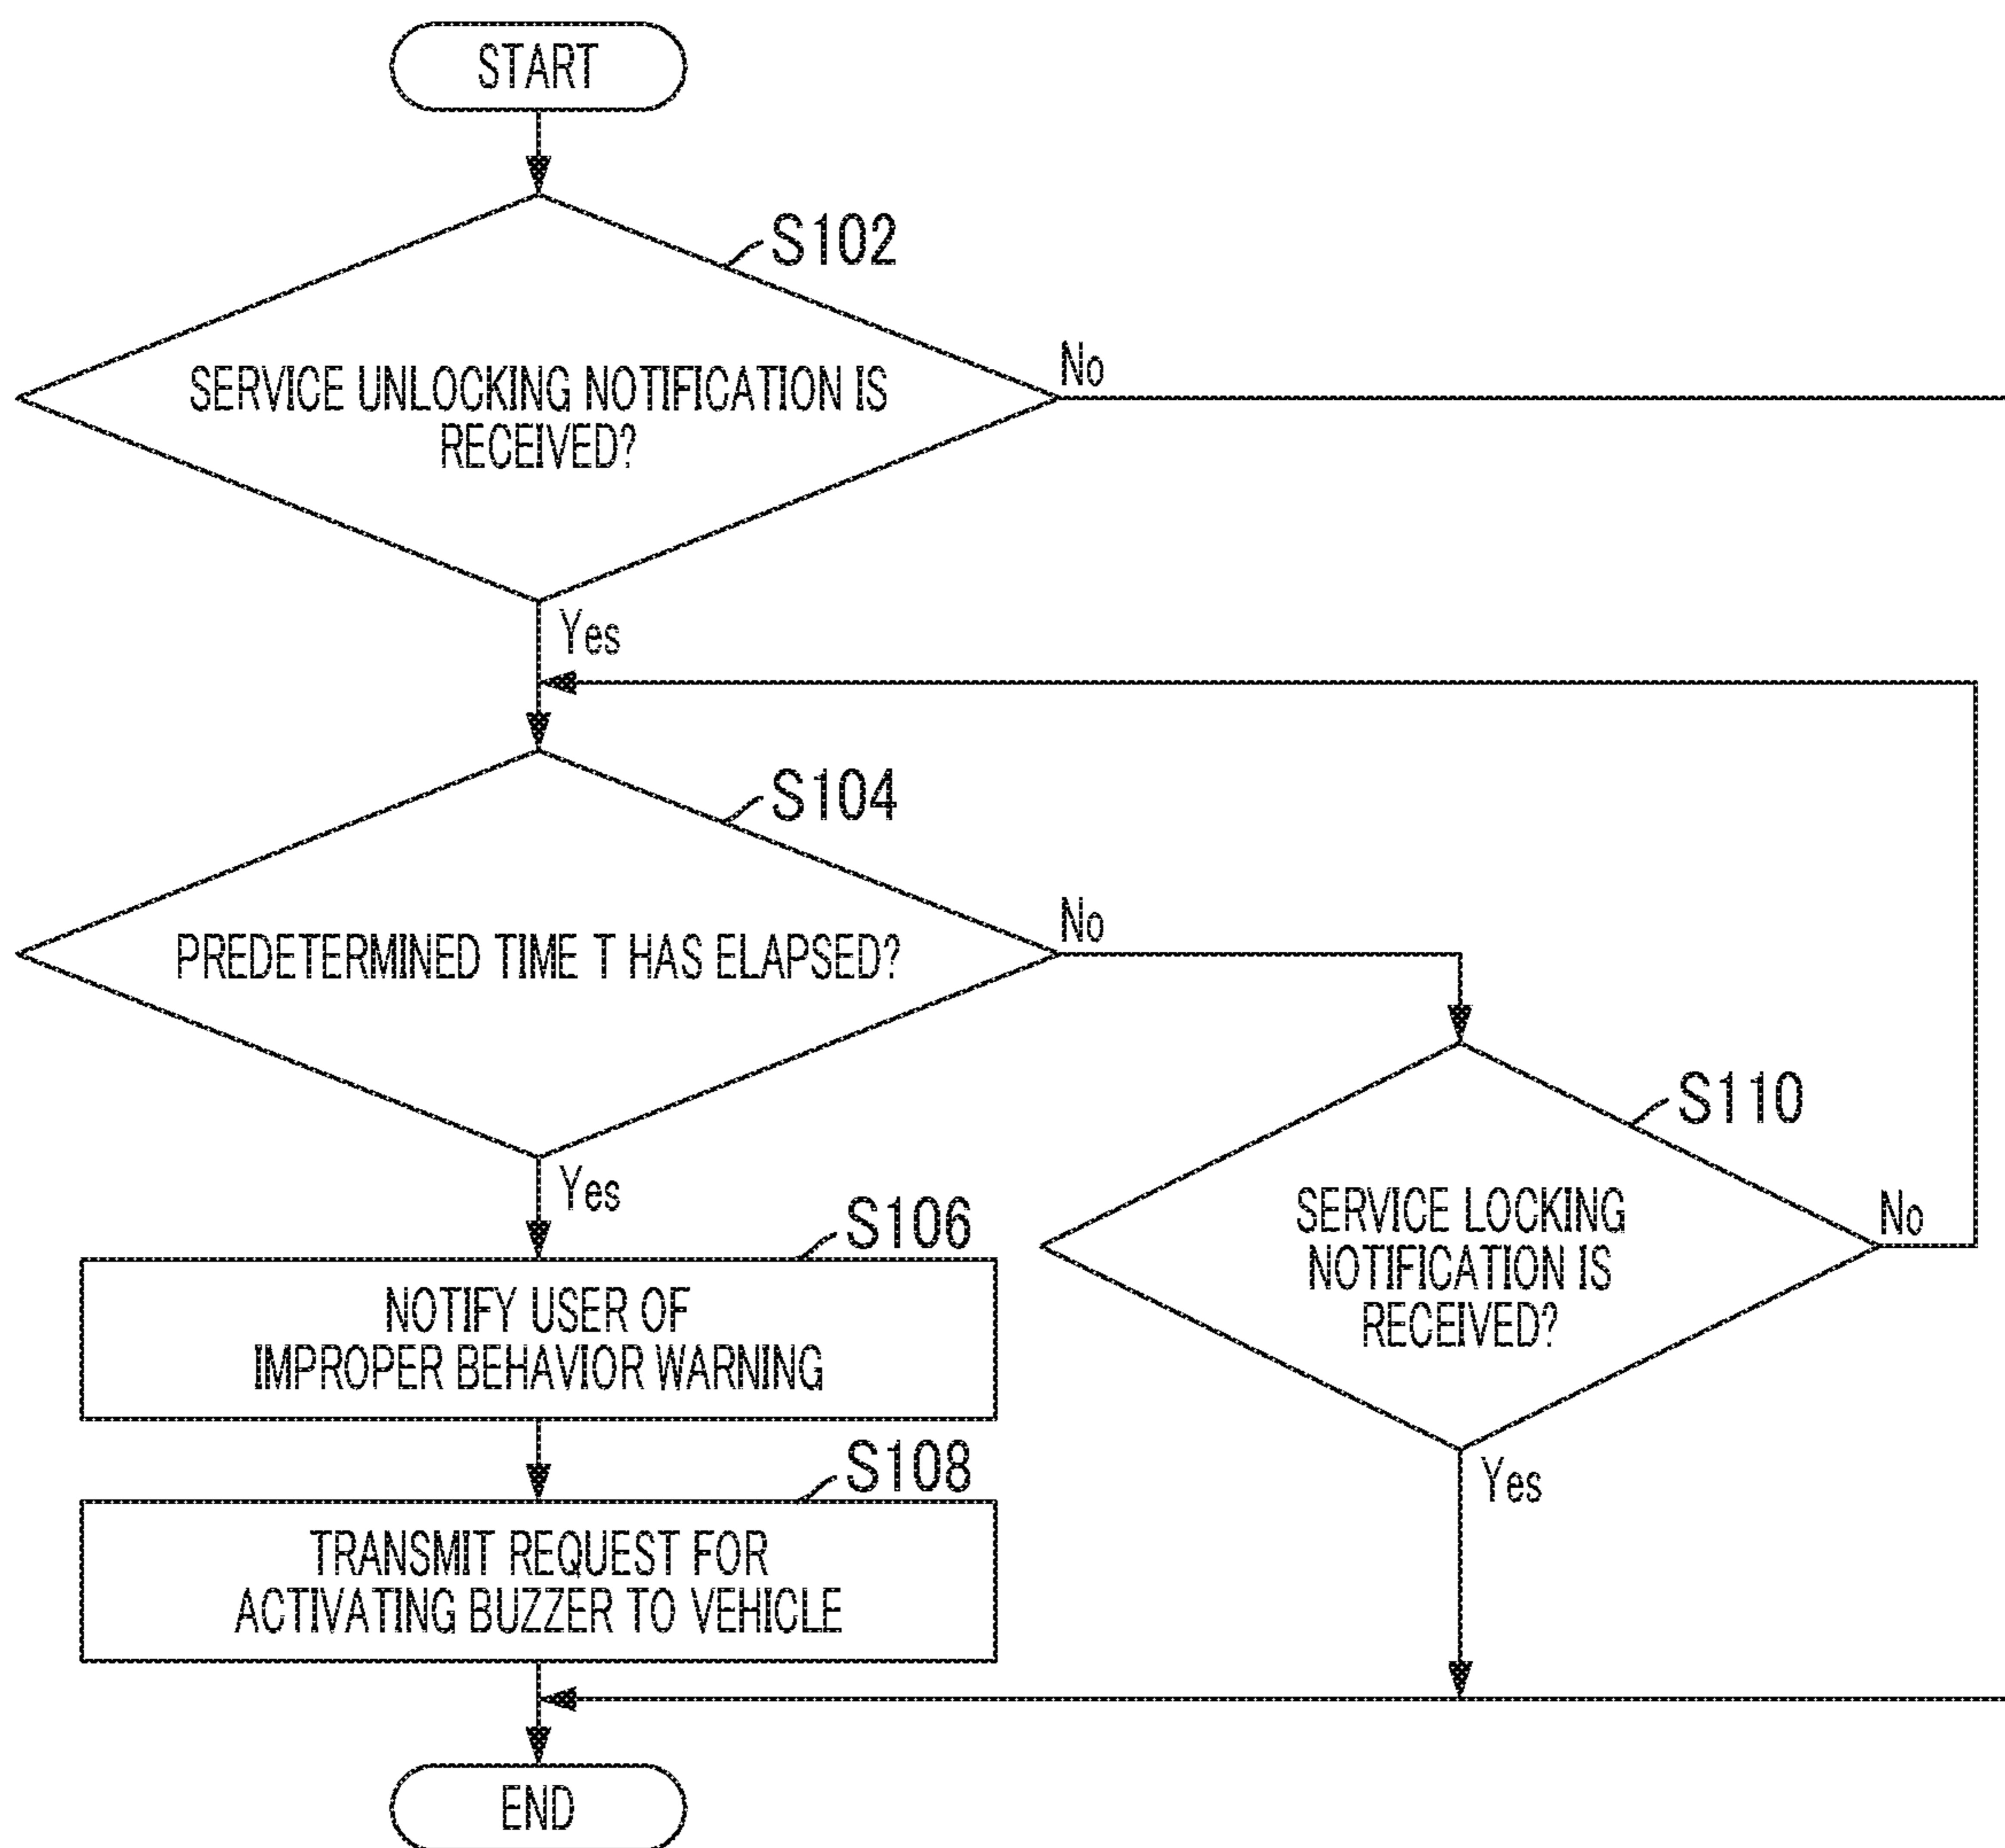 START
S102
SERVICE UNLOCKING NOTIFICATION IS
RECEIVED?
No
Yes
S104
PREDETERMINED TIME T HAS ELAPSED?
No
Yes
S110
SERVICE LOCKING
NOTIFICATION IS
RECEIVED?
No
Yes
S106
NOTIFY USER OF
IMPROPER BEHAVIOR WARNING
S108
TRANSMIT REQUEST FOR
ACTIVATING BUZZER TO VEHICLE
END